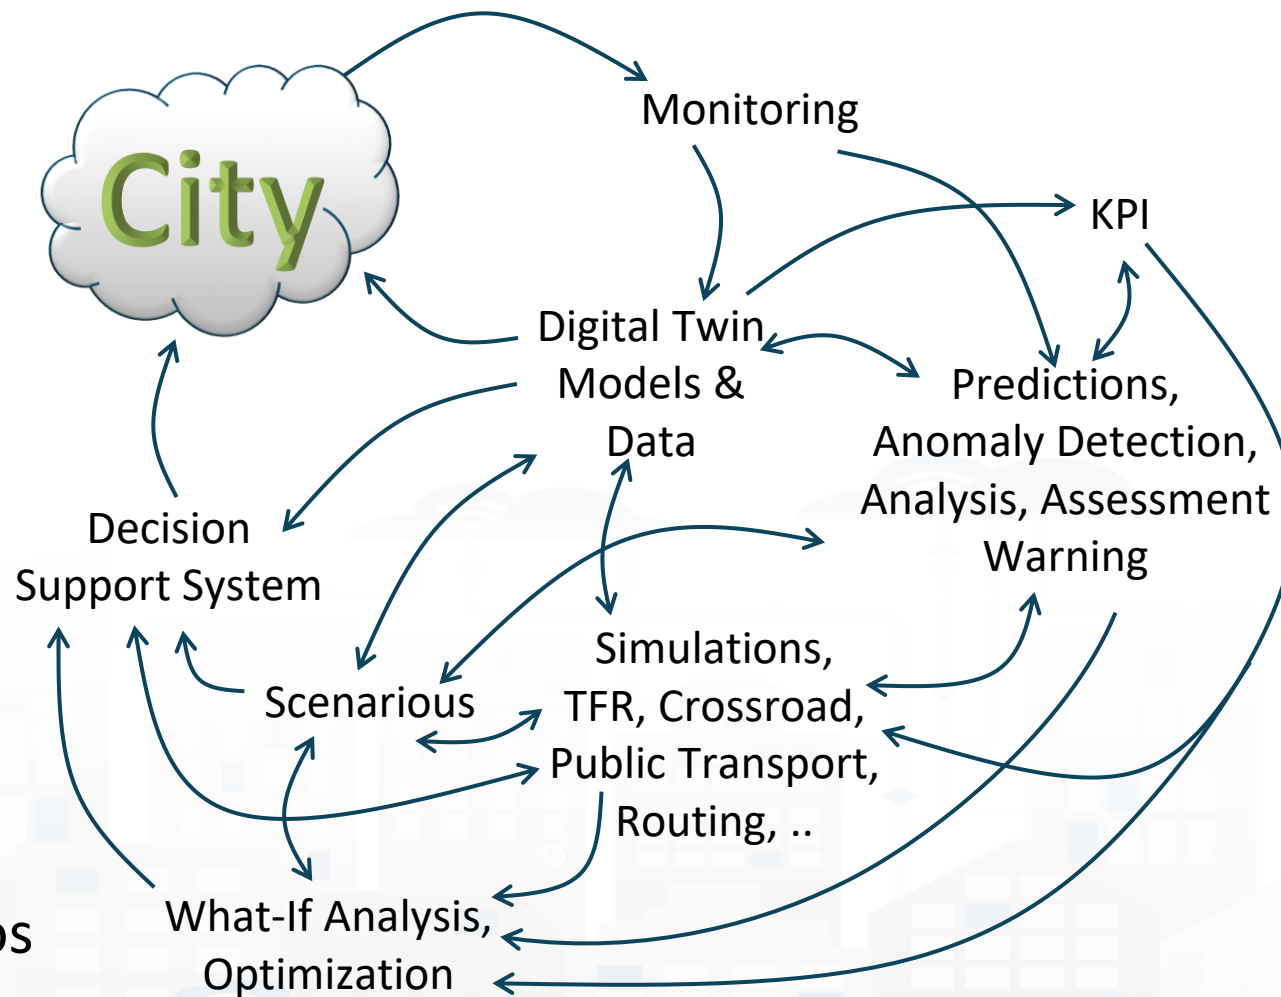 City
Monitoring
KPI
Digital Twin
Models &
Data
Predictions,
Anomaly Detection,
Analysis, Assessment
Warning
Decision
Support System
Scenarious
Simulations,
TFR, Crossroad,
Public Transport,
Routing, ..
What-If Analysis,
Optimization